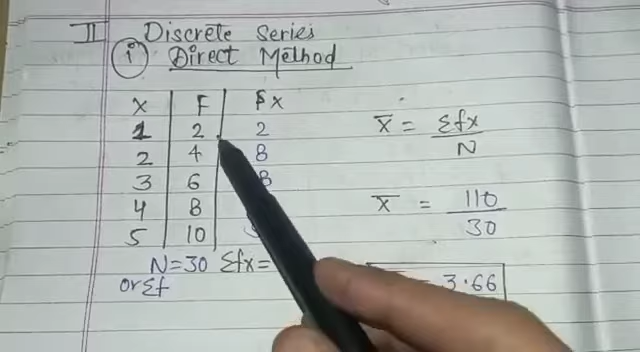 II Discrete Series
(i) Direct Method
X F Fx
1 2 2
2 4 8
3 6 8
4 8
5 10
N=30 Σfx=
or Σf
X̄ = Σfx / N
X̄ = 110 / 30
3.66